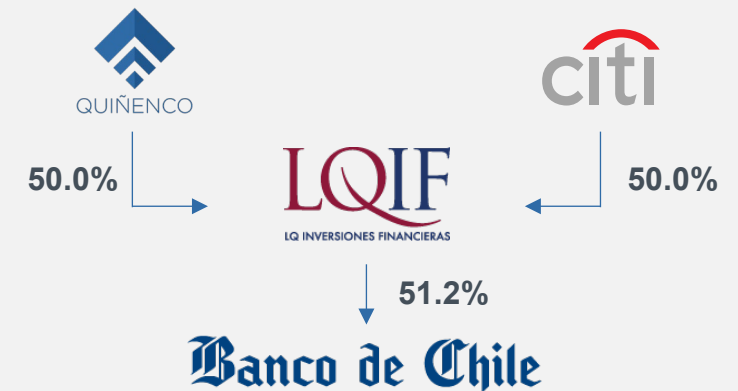 QUIÑENCO
citi
50.0%
50.0%
LQIF
LQ INVERSIONES FINANCIERAS
51.2%
Banco de Chile